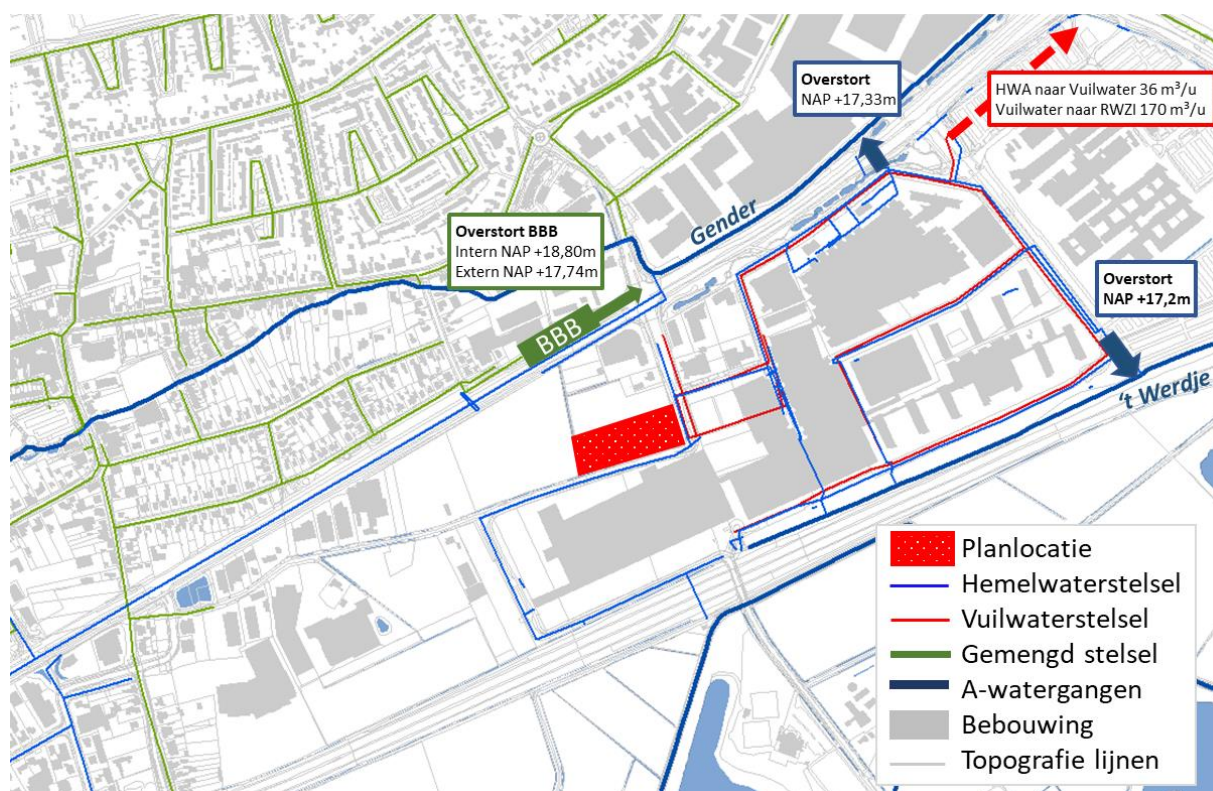 Overstort
NAP +17,33m
HWA naar Vuilwater 36 m³/u
Vuilwater naar RWZI 170 m³/u
Overstort BBB
Intern NAP +18,80m
Extern NAP +17,74m
Gender
BBB
Overstort
NAP +17,2m
't Werdje
Planlocatie
Hemelwaterstelsel
Vuilwaterstelsel
Gemengd stelsel
A-watergangen
Bebouwing
Topografie lijnen